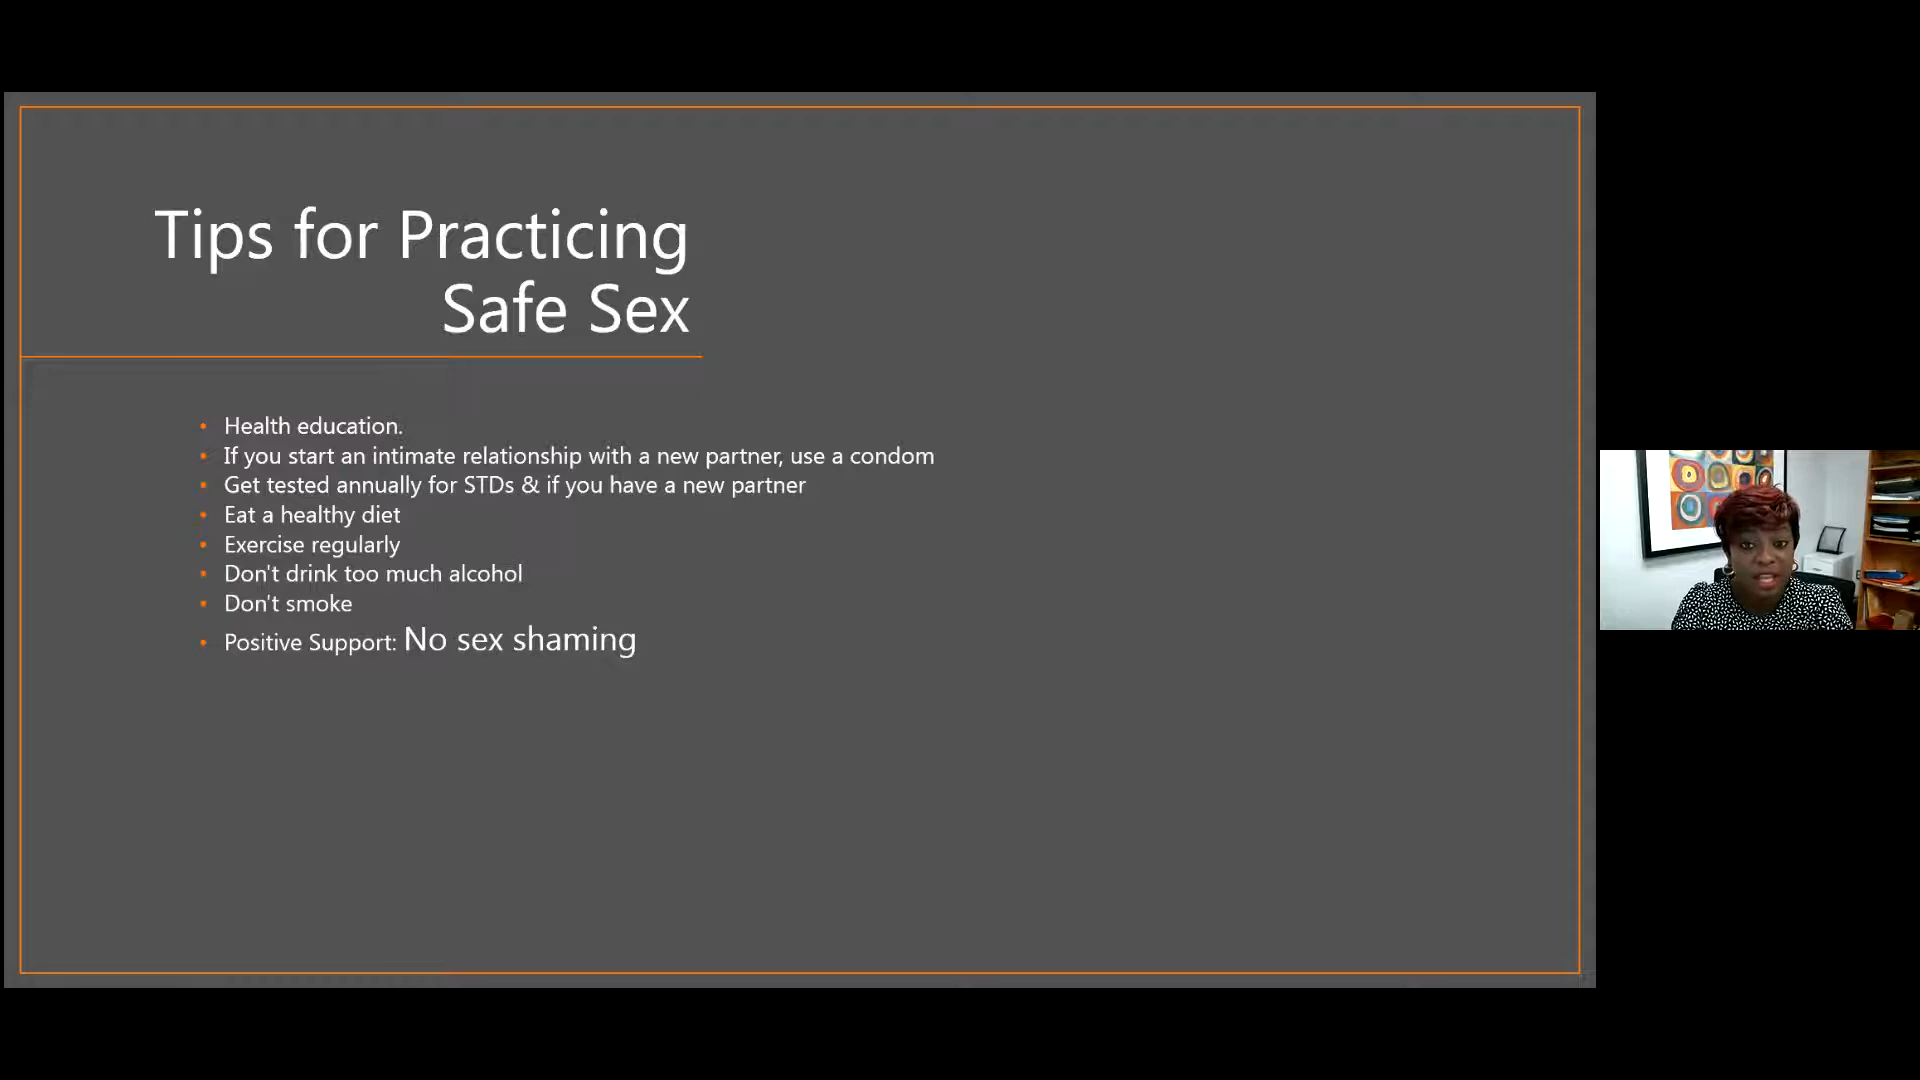 Tips for Practicing
Safe Sex
• Health education.
• If you start an intimate relationship with a new partner, use a condom
• Get tested annually for STDs & if you have a new partner
• Eat a healthy diet
• Exercise regularly
• Don't drink too much alcohol
• Don't smoke
• Positive Support: No sex shaming